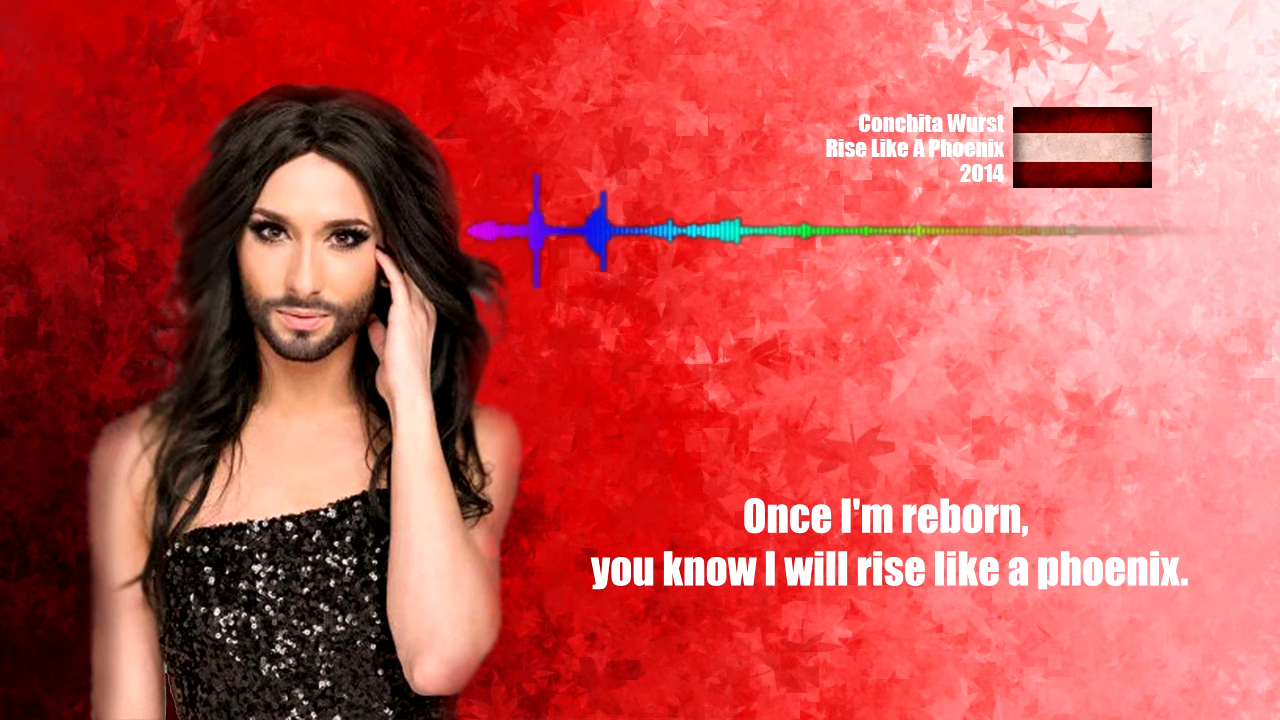 Conchita Wurst
Rise Like A Phoenix
2014
Once I'm reborn,
you know I will rise like a phoenix.